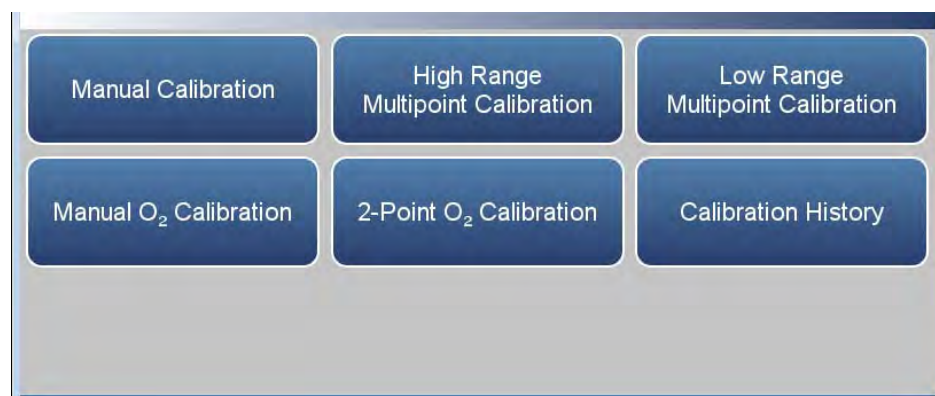 Manual Calibration
High Range
Multipoint Calibration
Low Range
Multipoint Calibration
Manual O₂ Calibration
2-Point O₂ Calibration
Calibration History